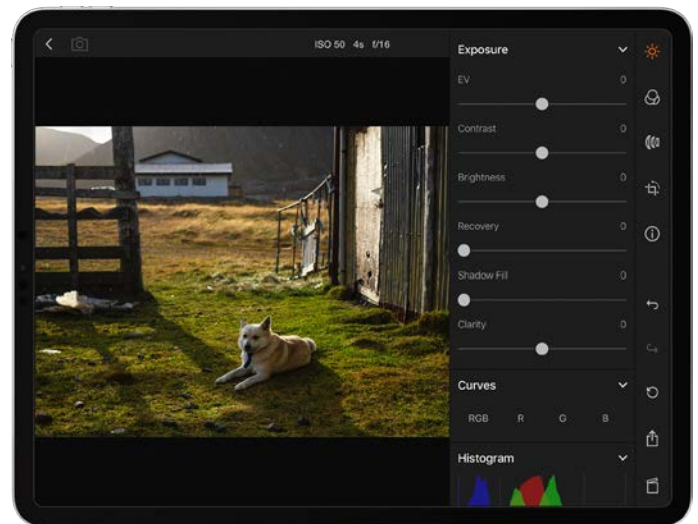 ISO 50 4s f/16
Exposure
EV 0
Contrast 0
Brightness 0
Recovery 0
Shadow Fill 0
Clarity 0
Curves
RGB R G B
Histogram